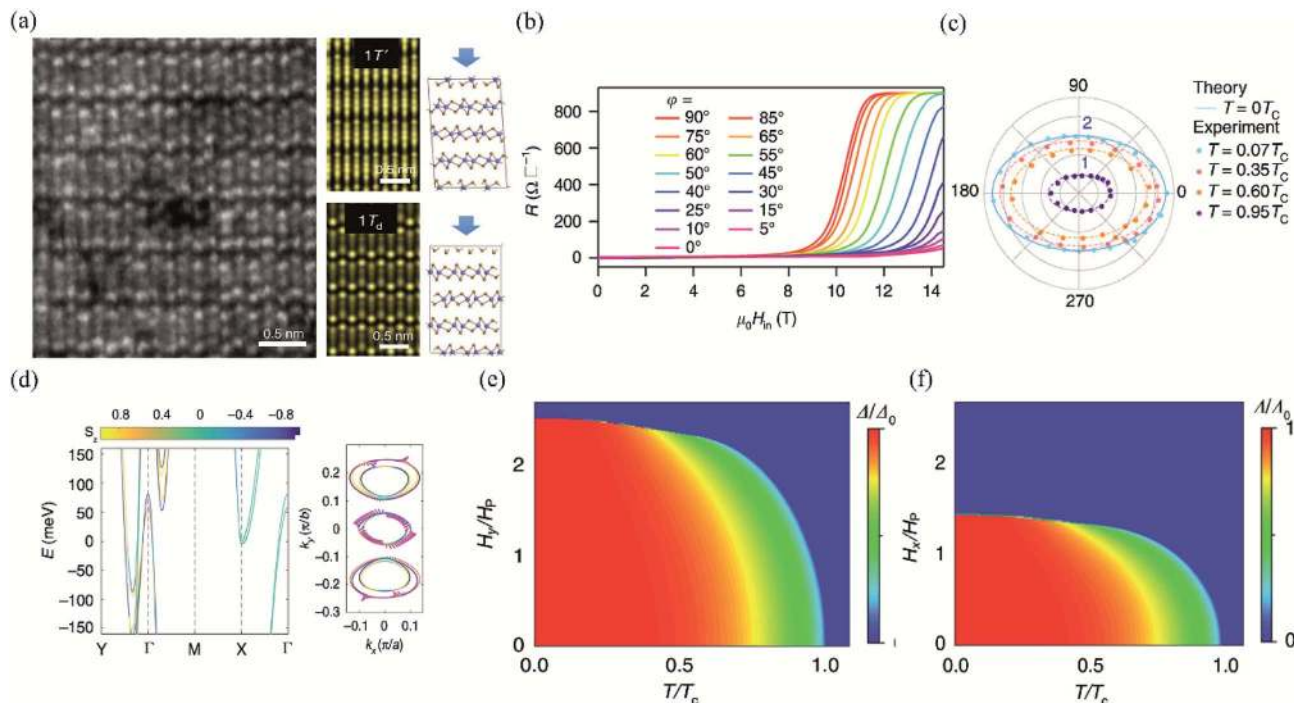 (a)
1T′
0.5 nm
1T_d
0.5 nm
0.5 nm
(b)
φ =
90° 85°
75° 65°
60° 55°
50° 45°
40° 30°
25° 15°
10° 5°
0°
R (Ω □⁻¹)
800
600
400
200
0
0 2 4 6 8 10 12 14
μ₀H_in (T)
(c)
90
2
1
180
0
270
Theory
T = 0T_C
Experiment
T = 0.07T_C
T = 0.35T_C
T = 0.60T_C
T = 0.95T_C
(d)
0.8 0.4 0 −0.4 −0.8
S_z
E (meV)
150
100
50
0
−50
−100
−150
Y Γ M X Γ
k_y (π/b)
0.2
0.1
0
−0.1
−0.2
−0.3
−0.1 0 0.1
k_x (π/a)
(e)
H_y/H_P
2
1
0
0.0 0.5 1.0
T/T_c
Δ/Δ₀
(f)
H_x/H_P
2
1
0
0.0 0.5 1.0
T/T_c
Δ/Δ₀
1
0